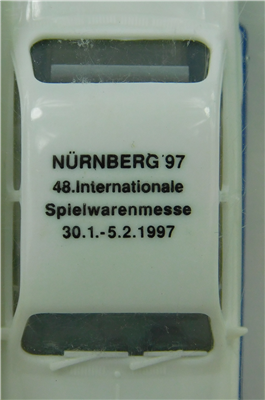 NÜRNBERG '97
48.Internationale
Spielwarenmesse
30.1.-5.2.1997